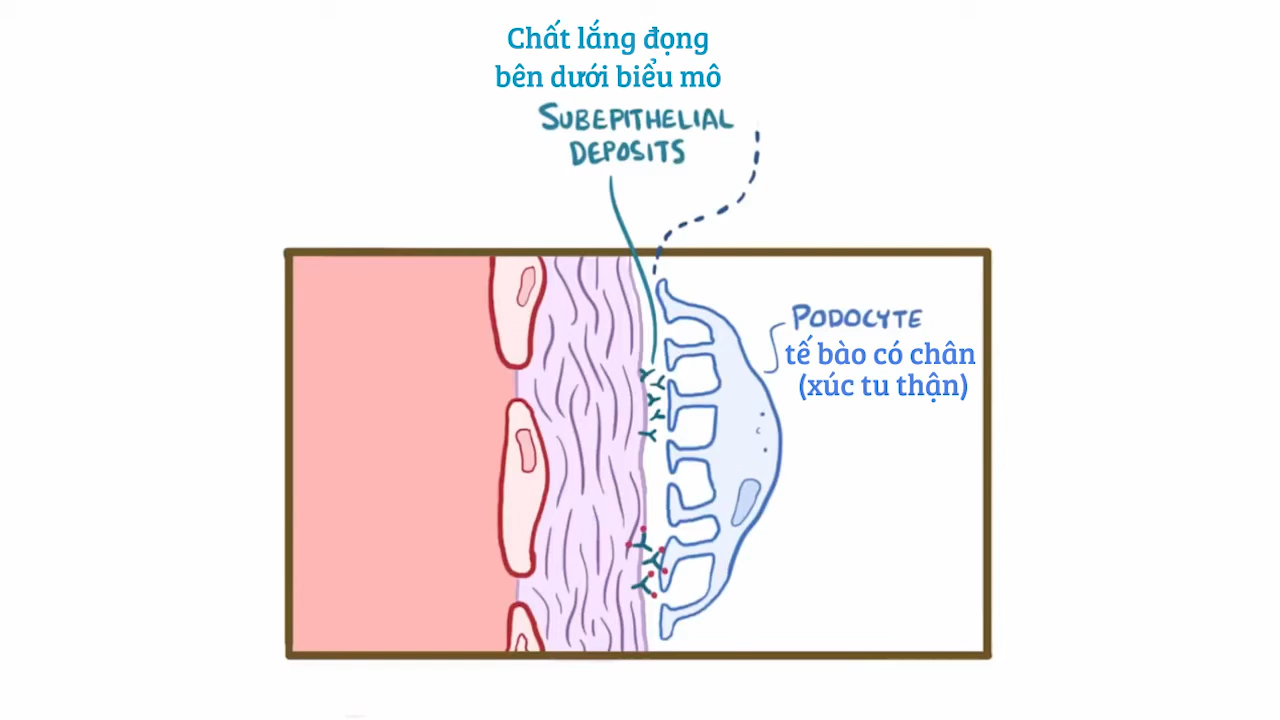 Chất lắng đọng
bên dưới biểu mô
SUBEPITHELIAL
DEPOSITS
PODOCYTE
tế bào có chân
(xúc tu thận)